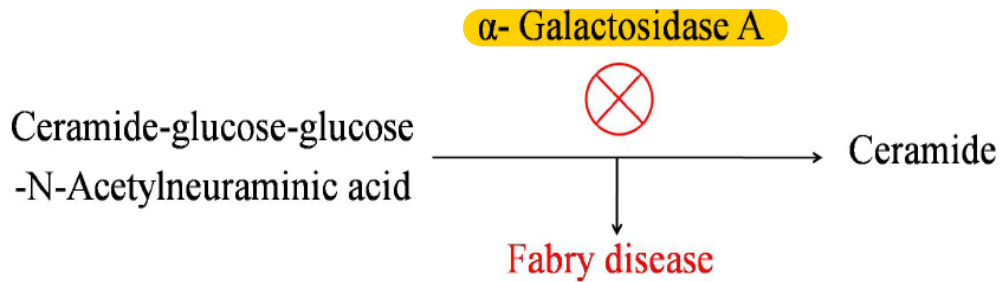 α- Galactosidase A
Ceramide-glucose-glucose
-N-Acetylneuraminic acid
Ceramide
Fabry disease